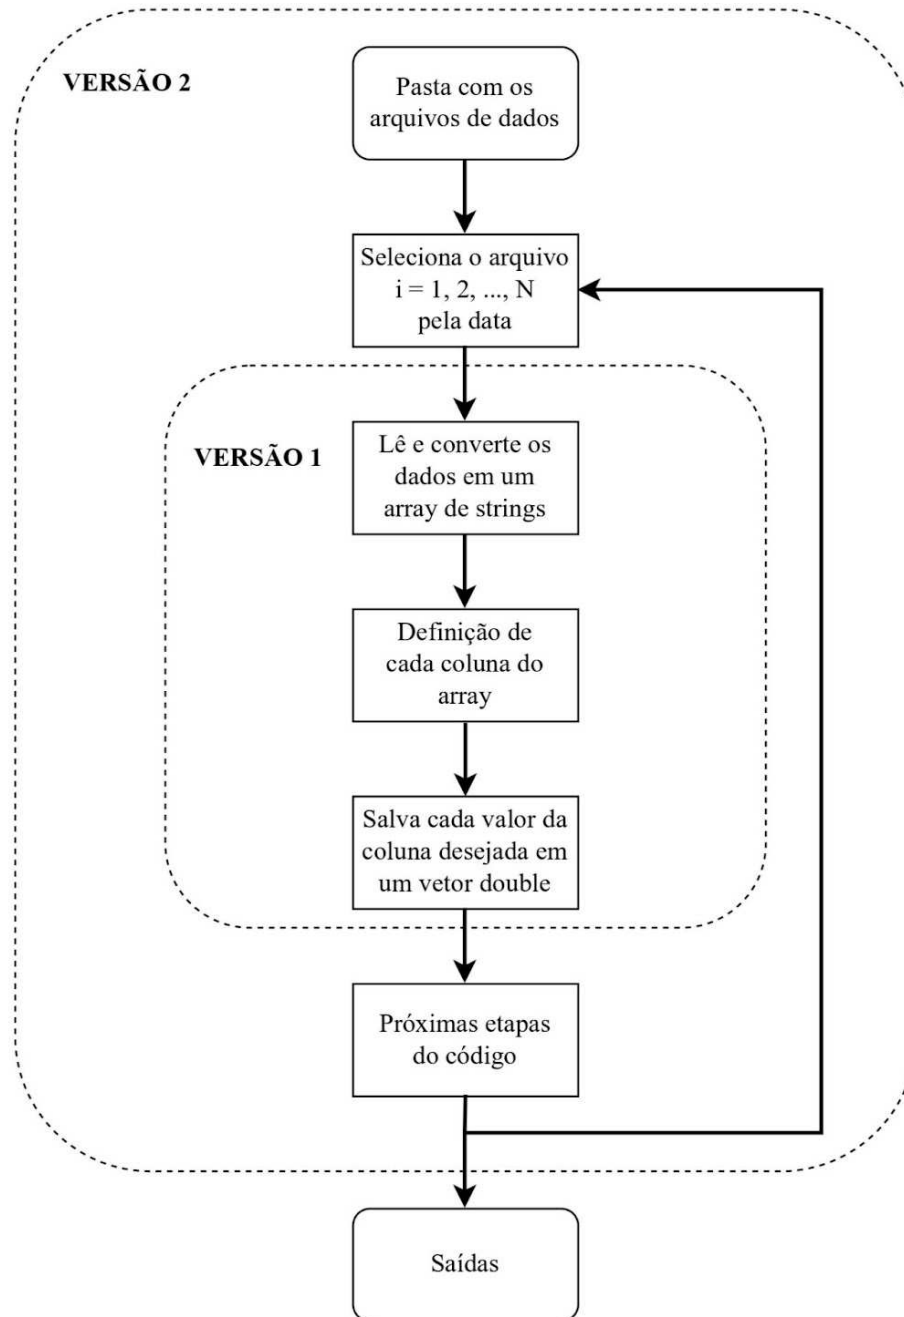 VERSÃO 2
Pasta com os
arquivos de dados
Seleciona o arquivo
i = 1, 2, ..., N
pela data
VERSÃO 1
Lê e converte os
dados em um
array de strings
Definição de
cada coluna do
array
Salva cada valor da
coluna desejada em
um vetor double
Próximas etapas
do código
Saídas